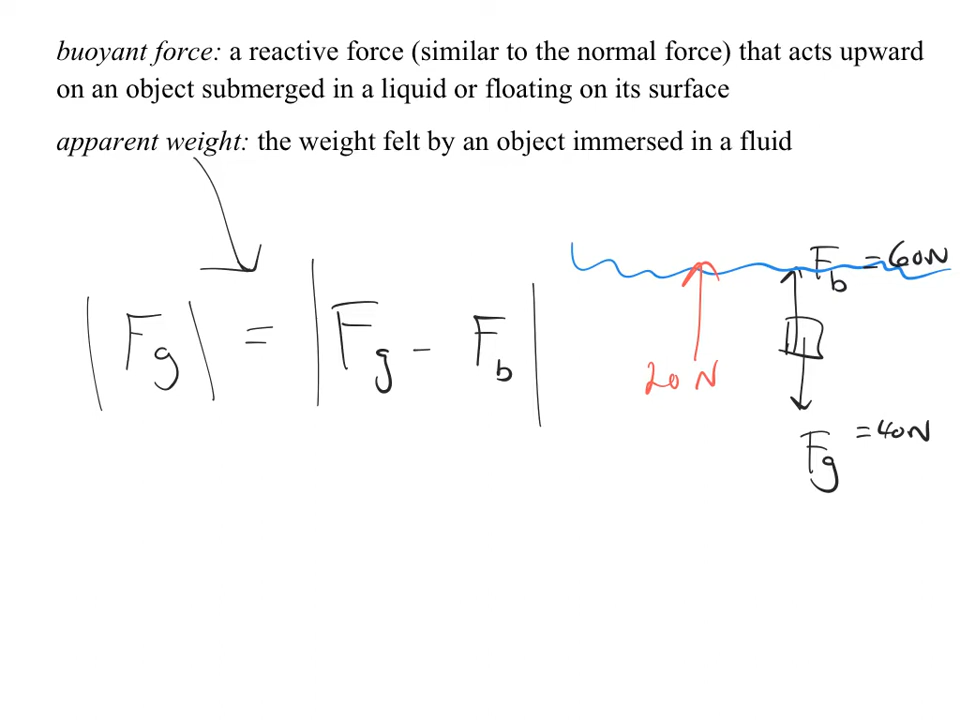 buoyant force: a reactive force (similar to the normal force) that acts upward
on an object submerged in a liquid or floating on its surface
apparent weight: the weight felt by an object immersed in a fluid
|Fg| = |Fg - Fb|
Fb = 60N
20 N
Fg = 40N